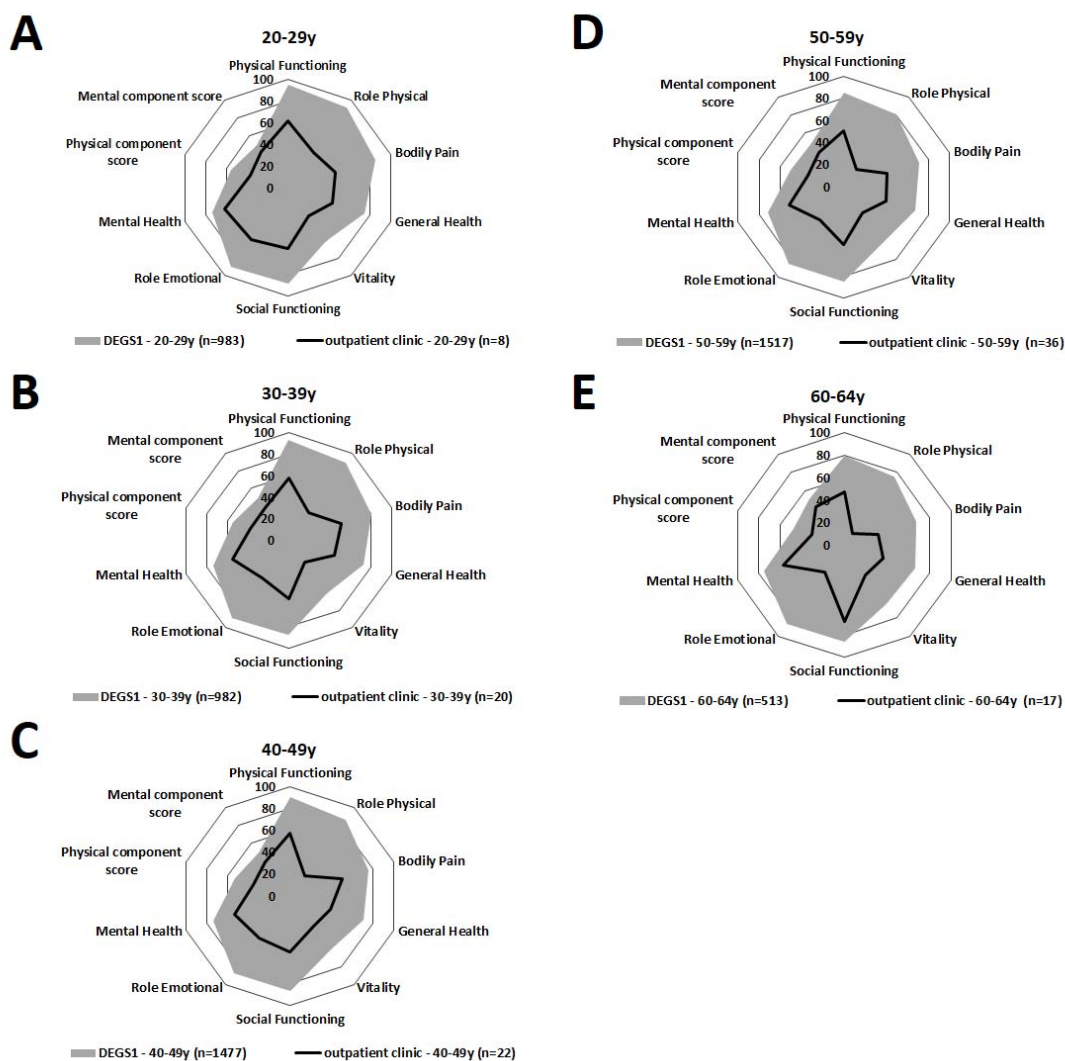 A
20-29y
Physical Functioning
100
80
60
40
20
0
Role Physical
Bodily Pain
General Health
Vitality
Social Functioning
Role Emotional
Mental Health
Physical component
score
Mental component score
DEGS1 - 20-29y (n=983)
outpatient clinic - 20-29y (n=8)
B
30-39y
Physical Functioning
100
80
60
40
20
0
Role Physical
Bodily Pain
General Health
Vitality
Social Functioning
Role Emotional
Mental Health
Physical component
score
Mental component
score
DEGS1 - 30-39y (n=982)
outpatient clinic - 30-39y (n=20)
C
40-49y
Physical Functioning
100
80
60
40
20
0
Role Physical
Bodily Pain
General Health
Vitality
Social Functioning
Role Emotional
Mental Health
Physical component
score
Mental component
score
DEGS1 - 40-49y (n=1477)
outpatient clinic - 40-49y (n=22)
D
50-59y
Physical Functioning
100
80
60
40
20
0
Role Physical
Bodily Pain
General Health
Vitality
Social Functioning
Role Emotional
Mental Health
Physical component
score
Mental component
score
DEGS1 - 50-59y (n=1517)
outpatient clinic - 50-59y (n=36)
E
60-64y
Physical Functioning
100
80
60
40
20
0
Role Physical
Bodily Pain
General Health
Vitality
Social Functioning
Role Emotional
Mental Health
Physical component
score
Mental component
score
DEGS1 - 60-64y (n=513)
outpatient clinic - 60-64y (n=17)